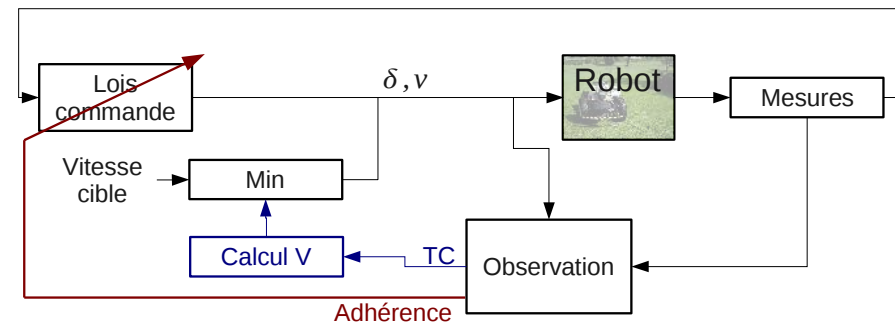 Lois
commande
δ, v
Robot
Mesures
Vitesse
cible
Min
Calcul V
TC
Observation
Adhérence